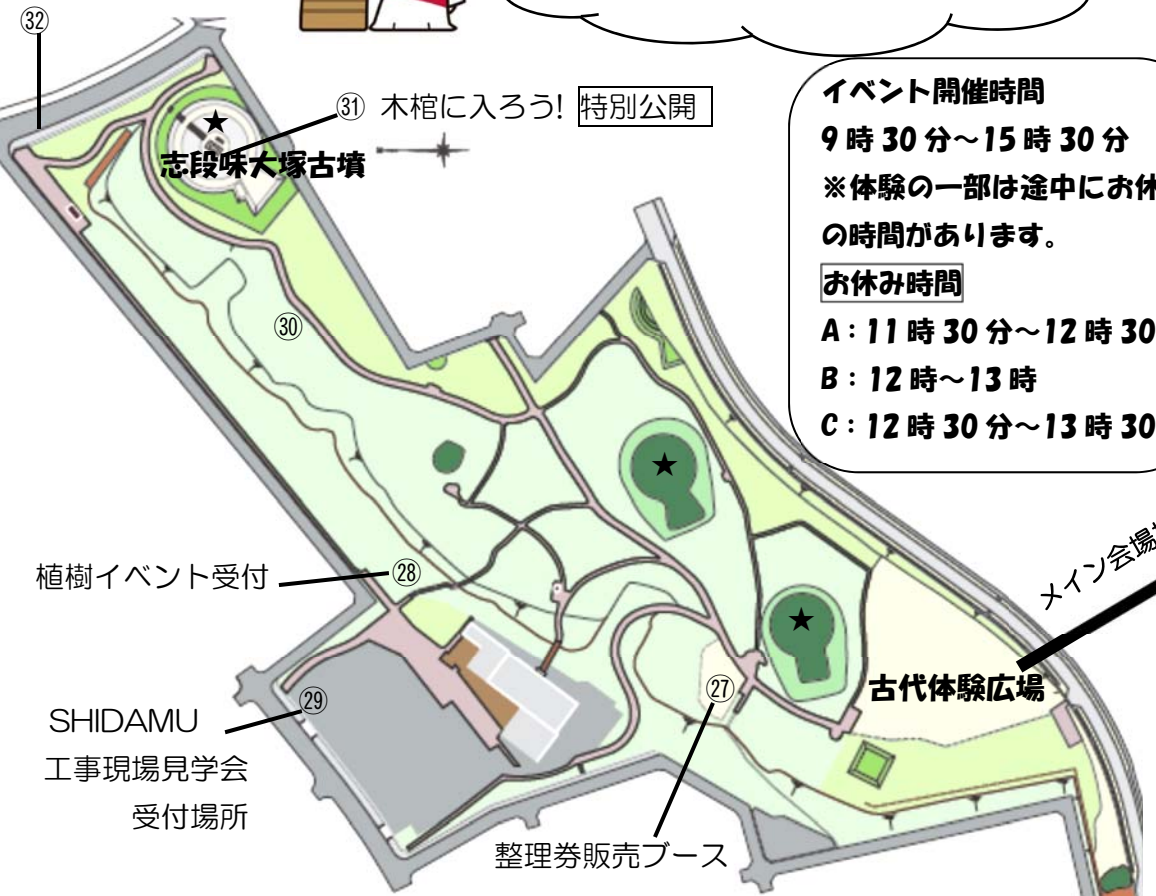 ㉜
㉛ 木棺に入ろう! 特別公開
★
志段味大塚古墳
イベント開催時間
9時30分～15時30分
※体験の一部は途中にお休
の時間があります。
お休み時間
A：11時30分～12時30
B：12時～13時
C：12時30分～13時30
㉚
★
植樹イベント受付
㉘
★
メイン会場
古代体験広場
㉗
㉙
SHIDAMU
工事現場見学会
受付場所
整理券販売ブース